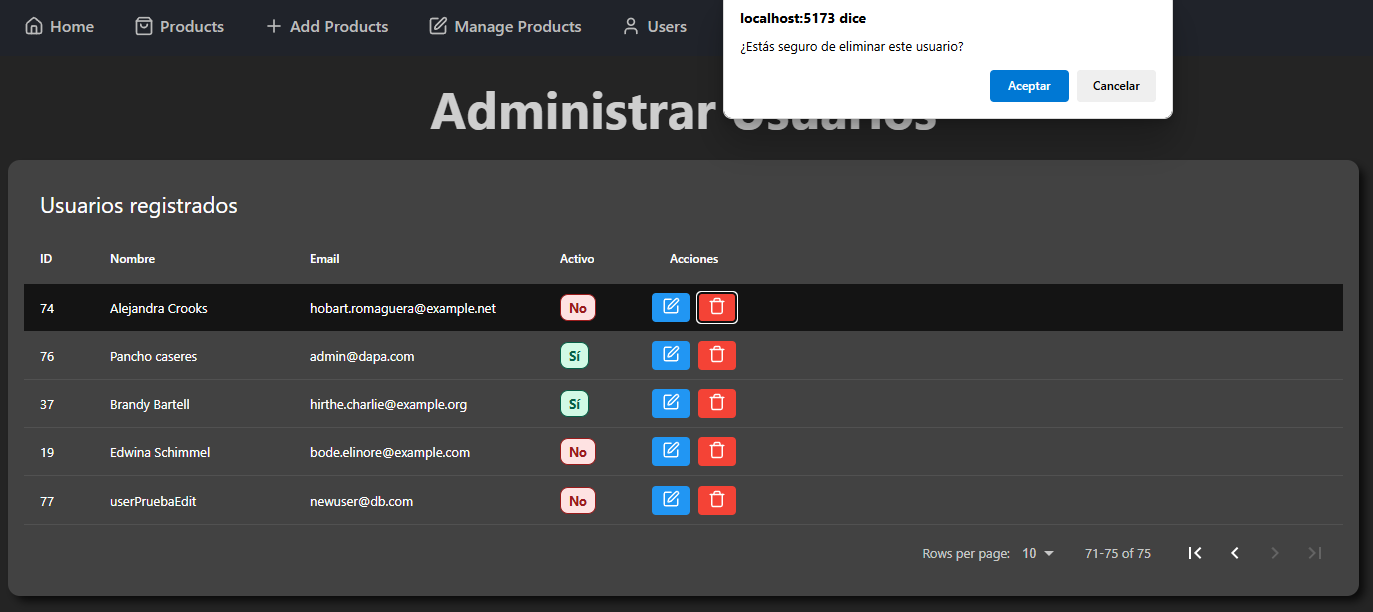 Home Products Add Products Manage Products Users
localhost:5173 dice
¿Estás seguro de eliminar este usuario?
Aceptar Cancelar
Administrar Usuarios
Usuarios registrados
ID Nombre Email Activo Acciones
74 Alejandra Crooks hobart.romaguera@example.net No
76 Pancho caseres admin@dapa.com Sí
37 Brandy Bartell hirthe.charlie@example.org Sí
19 Edwina Schimmel bode.elinore@example.com No
77 userPruebaEdit newuser@db.com No
Rows per page: 10 71-75 of 75